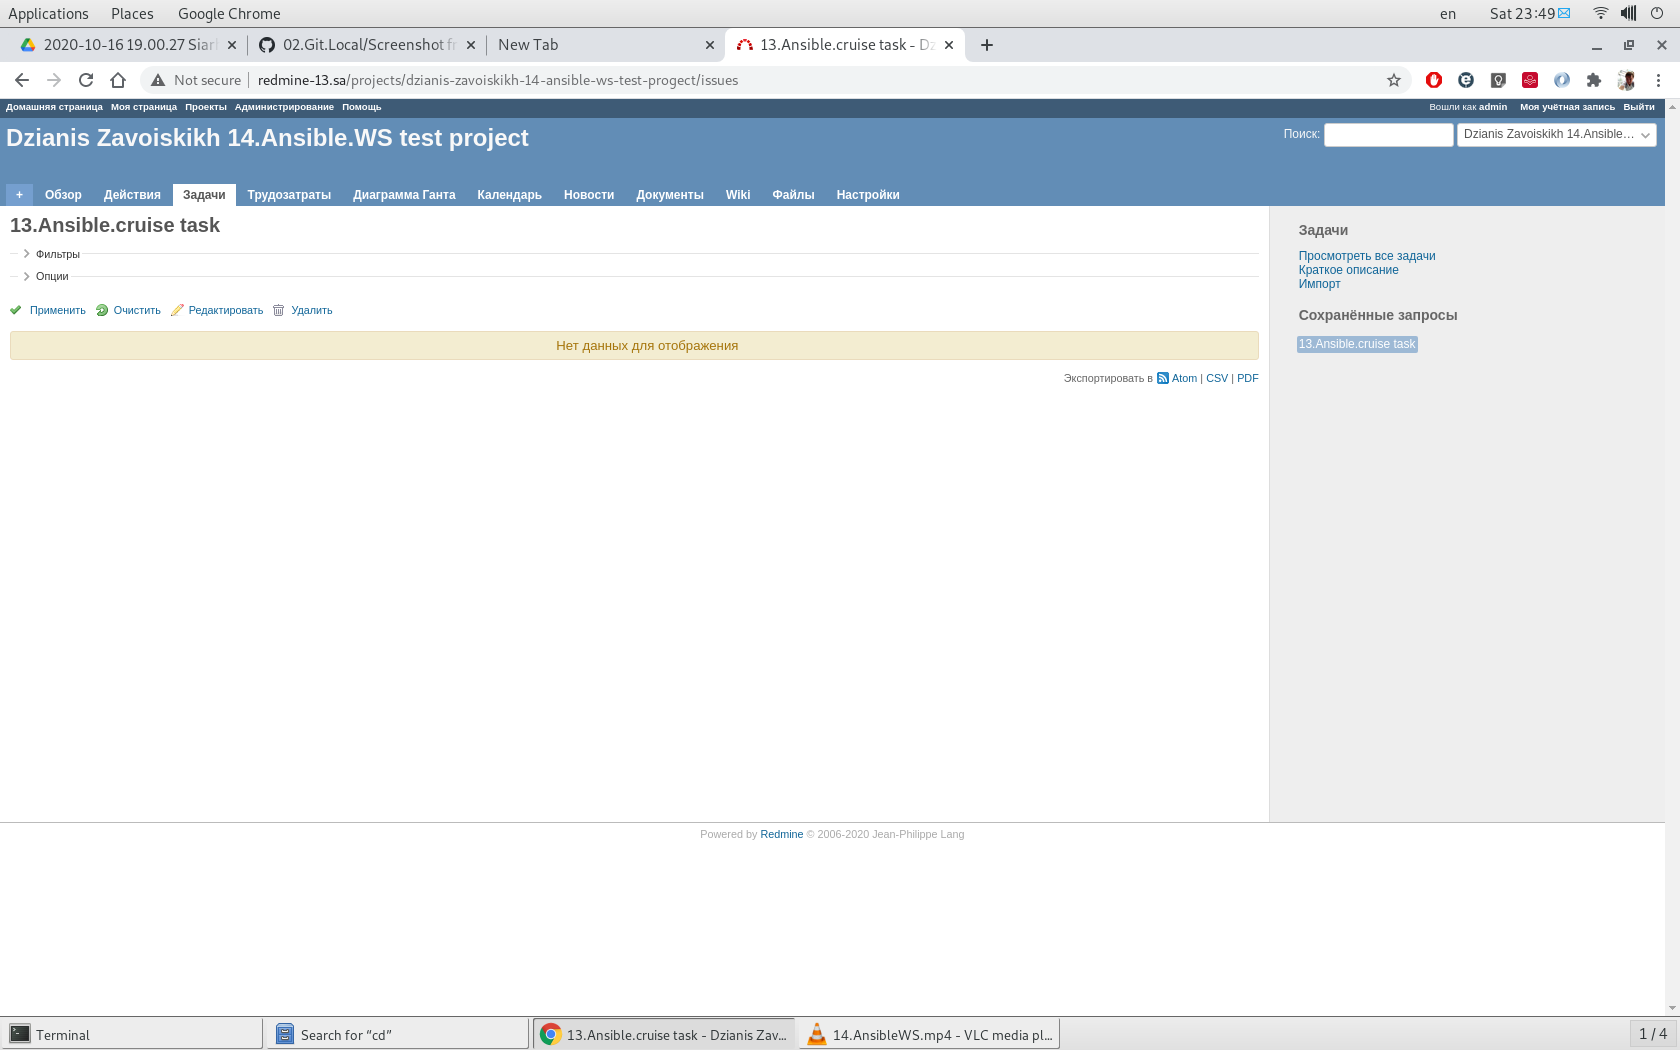 Applications Places Google Chrome en Sat 23:49
2020-10-16 19.00.27 Siar 02.Git.Local/Screenshot fr New Tab 13.Ansible.cruise task - Dz
Not secure redmine-13.sa/projects/dzianis-zavoiskikh-14-ansible-ws-test-progect/issues
Домашняя страница Моя страница Проекты Администрирование Помощь Вошли как admin Моя учётная запись Выйти
Dzianis Zavoiskikh 14.Ansible.WS test project Поиск: Dzianis Zavoiskikh 14.Ansible...
+ Обзор Действия Задачи Трудозатраты Диаграмма Ганта Календарь Новости Документы Wiki Файлы Настройки
13.Ansible.cruise task
Фильтры
Опции
Применить Очистить Редактировать Удалить
Нет данных для отображения
Экспортировать в Atom | CSV | PDF
Задачи
Просмотреть все задачи
Краткое описание
Импорт
Сохранённые запросы
13.Ansible.cruise task
Powered by Redmine © 2006-2020 Jean-Philippe Lang
Terminal Search for “cd” 13.Ansible.cruise task - Dzianis Zav... 14.AnsibleWS.mp4 - VLC media pl... 1 / 4